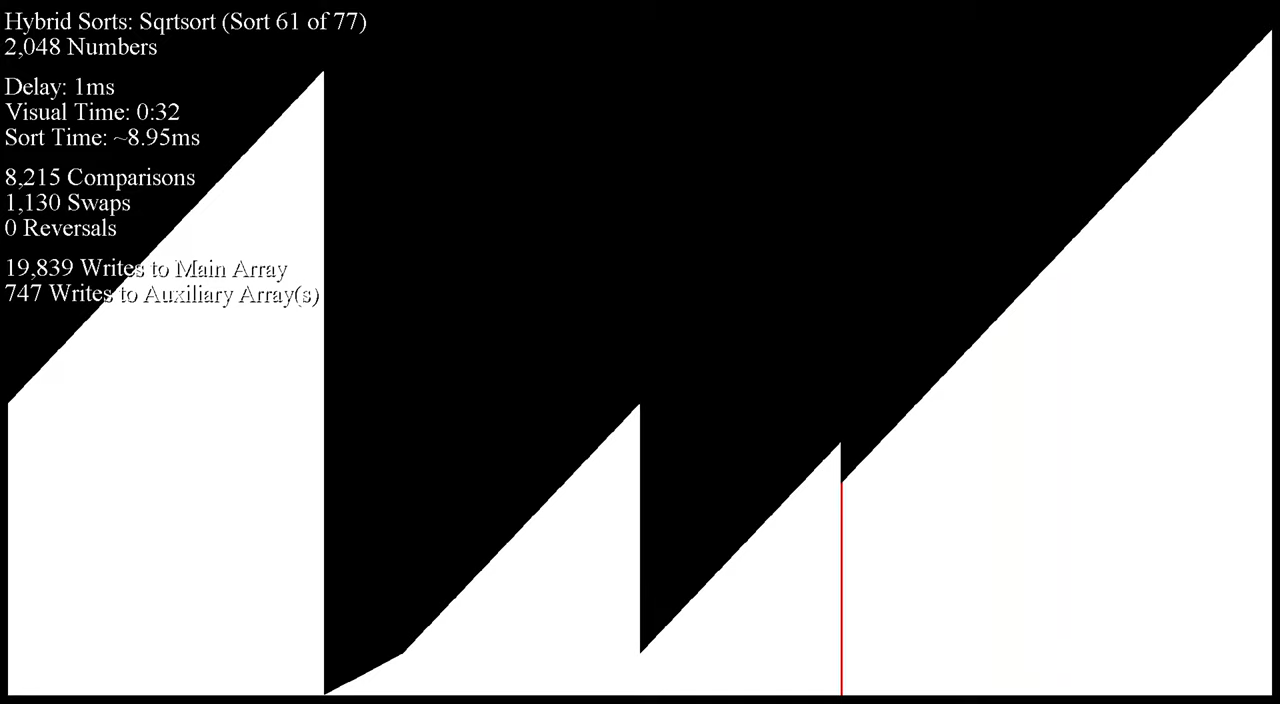 Hybrid Sorts: Sqrtsort (Sort 61 of 77)
2,048 Numbers
Delay: 1ms
Visual Time: 0:32
Sort Time: ~8.95ms
8,215 Comparisons
1,130 Swaps
0 Reversals
19,839 Writes to Main Array
747 Writes to Auxiliary Array(s)